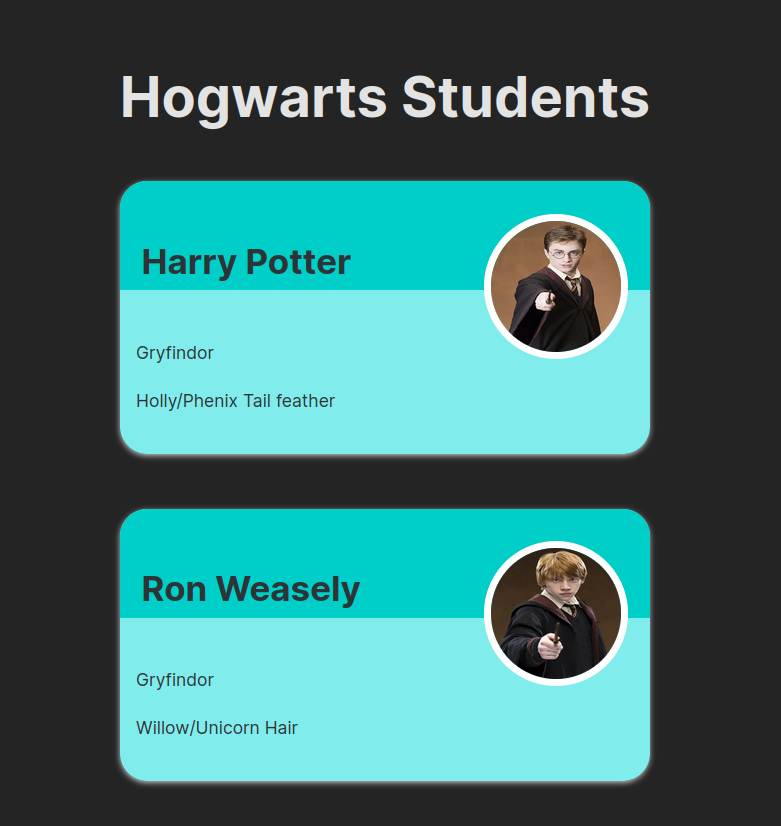 Hogwarts Students
Harry Potter
Gryfindor
Holly/Phenix Tail feather
Ron Weasely
Gryfindor
Willow/Unicorn Hair